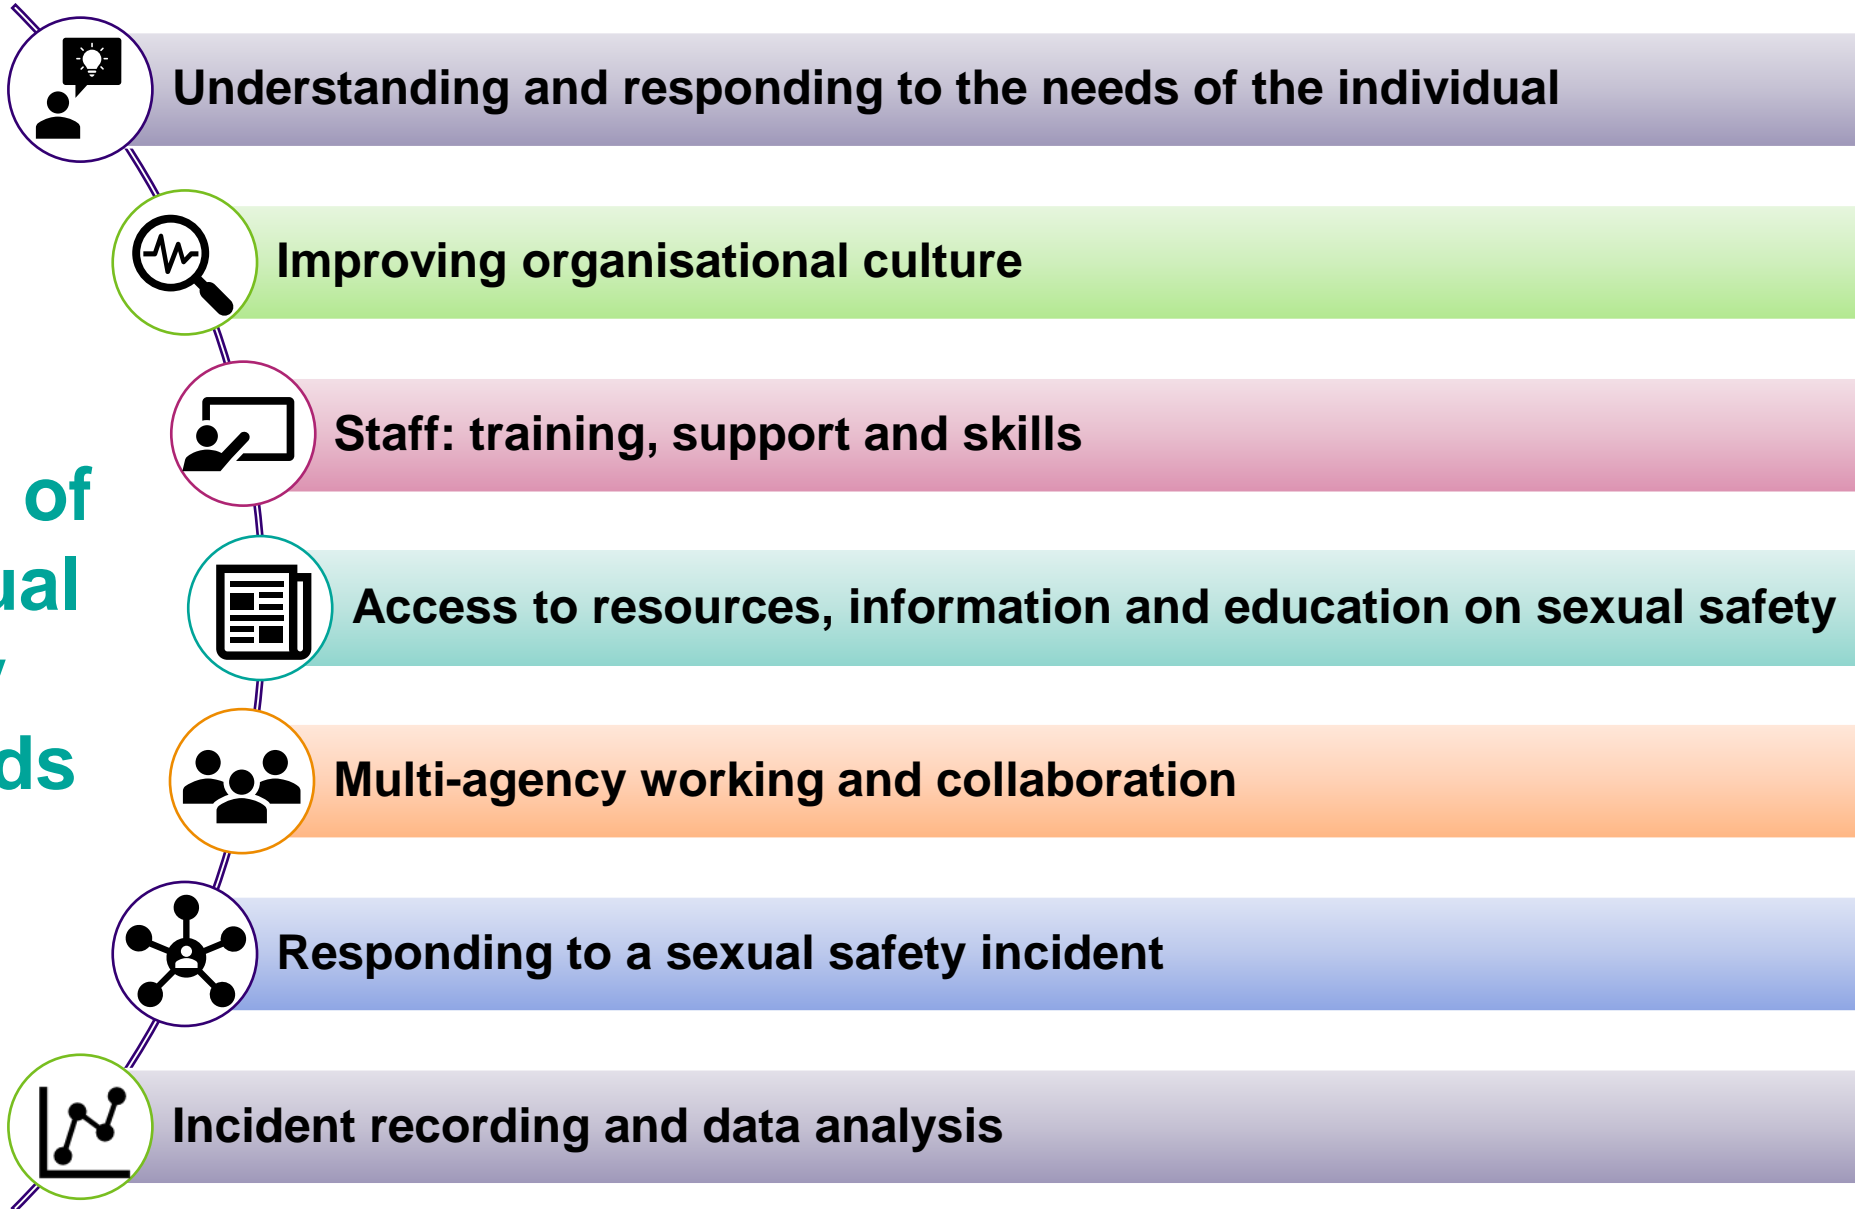 Understanding and responding to the needs of the individual
Improving organisational culture
Staff: training, support and skills
of
Access to resources, information and education on sexual safety
Multi-agency working and collaboration
Responding to a sexual safety incident
Incident recording and data analysis